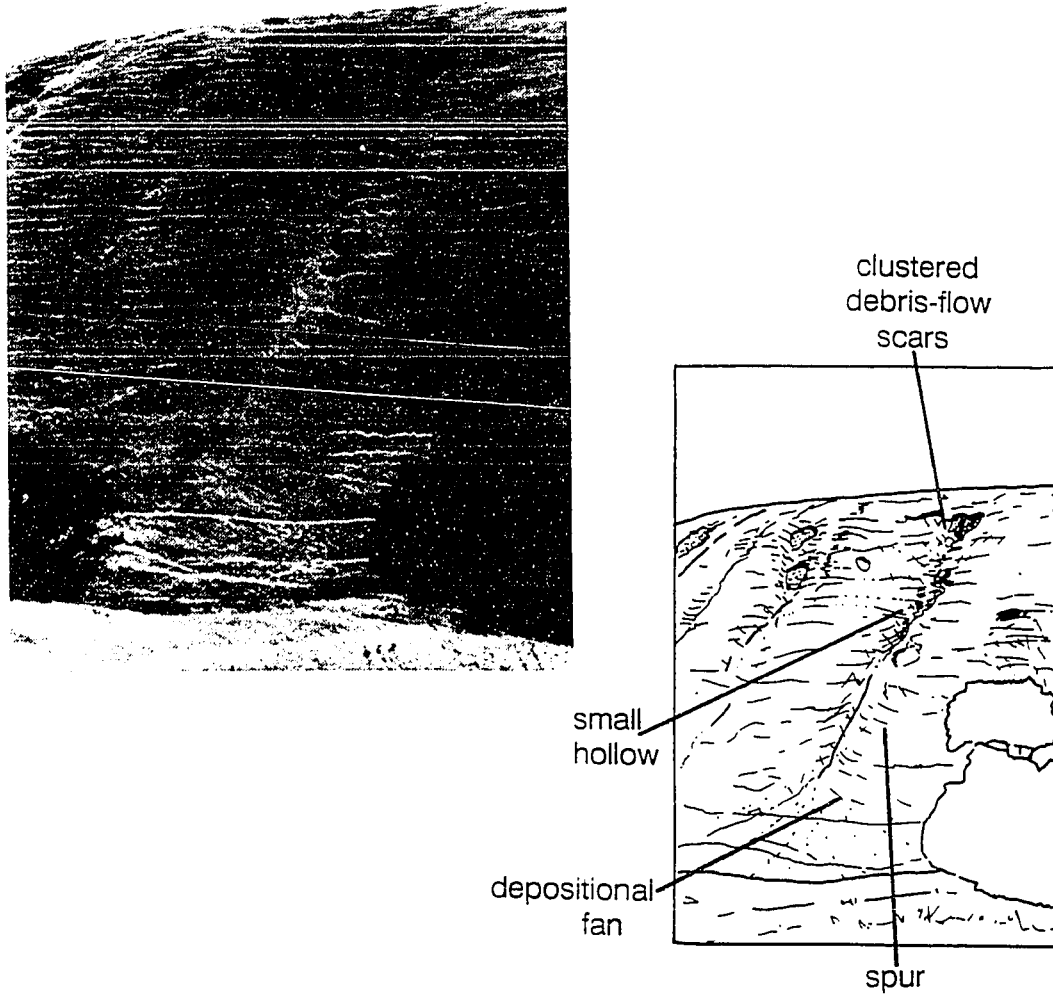 clustered
debris-flow
scars
small
hollow
depositional
fan
spur